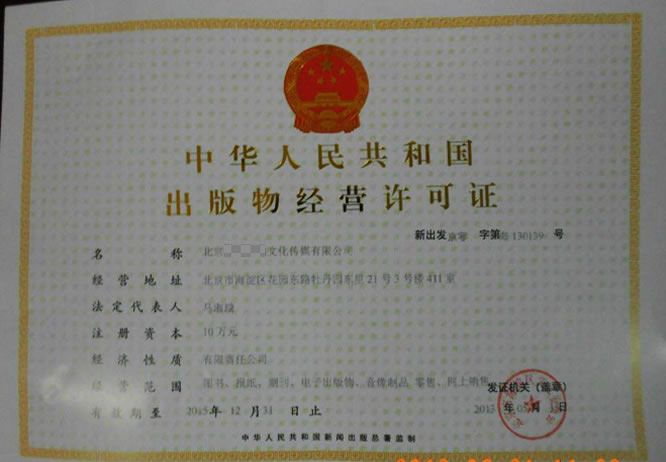 中华人民共和国
出版物经营许可证
新出发京零 字第 130139 号
名称 北京 文化传媒有限公司
经营地址 北京市海淀区花园东路牡丹园东里21号3号楼411室
法定代表人 马
注册资本 10万元
经济性质 有限责任公司
经营范围 图书、报纸、期刊、电子出版物、音像制品 零售、网上销售
发证机关（盖章）
有效期至 2015年12月31日止
2013 年 月 日
中华人民共和国新闻出版总署监制